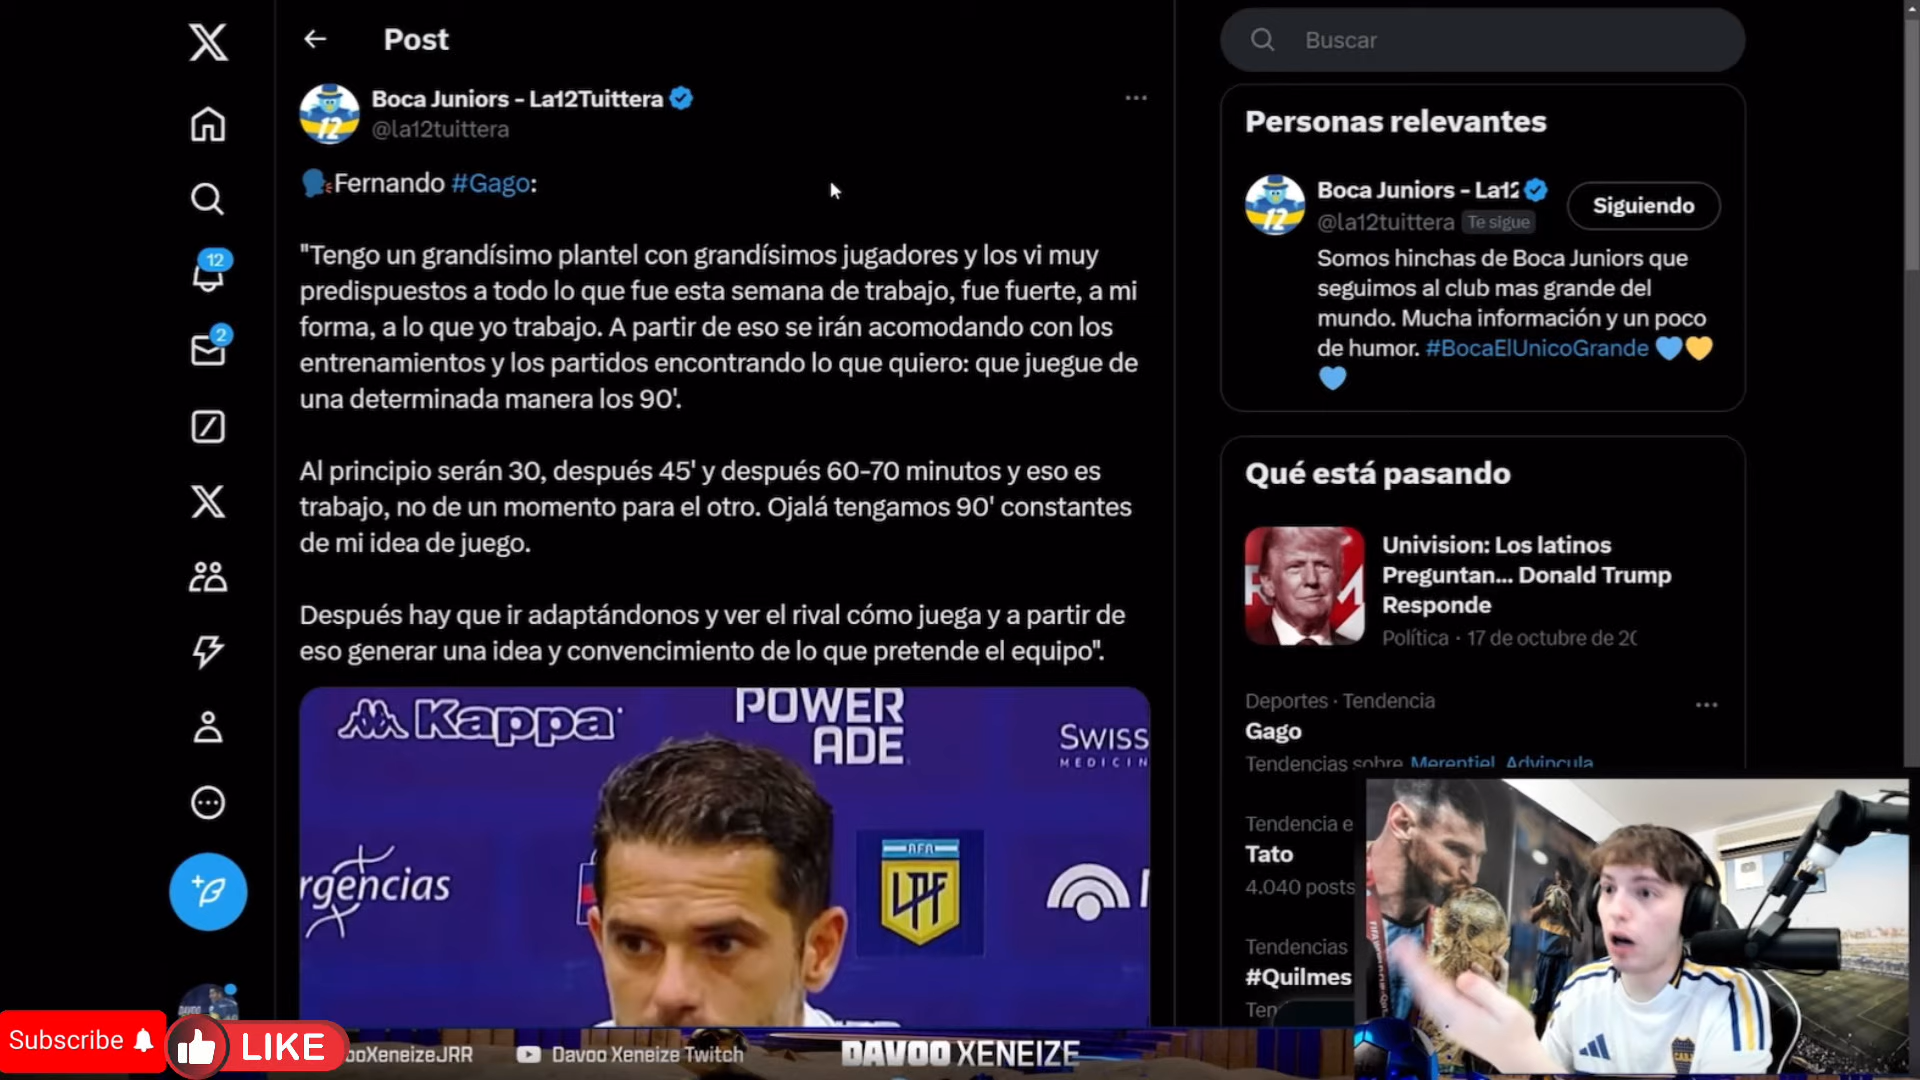 Post
Boca Juniors - La12Tuittera
@la12tuittera
Fernando #Gago:
"Tengo un grandísimo plantel con grandísimos jugadores y los vi muy
predispuestos a todo lo que fue esta semana de trabajo, fue fuerte, a mi
forma, a lo que yo trabajo. A partir de eso se irán acomodando con los
entrenamientos y los partidos encontrando lo que quiero: que juegue de
una determinada manera los 90'.
Al principio serán 30, después 45' y después 60-70 minutos y eso es
trabajo, no de un momento para el otro. Ojalá tengamos 90' constantes
de mi idea de juego.
Después hay que ir adaptándonos y ver el rival cómo juega y a partir de
eso generar una idea y convencimiento de lo que pretende el equipo".
Kappa
POWER
ADE
SWISS
MEDICIN
rgencias
AFA
LPF
12
2
Buscar
Personas relevantes
Boca Juniors - La12
@la12tuittera Te sigue
Siguiendo
Somos hinchas de Boca Juniors que
seguimos al club mas grande del
mundo. Mucha información y un poco
de humor. #BocaElUnicoGrande
Qué está pasando
Univision: Los latinos
Preguntan... Donald Trump
Responde
Política · 17 de octubre de 20
Deportes · Tendencia
Gago
Tendencias sobre Merentiel, Advíncula
Tendencia e
Tato
4.040 posts
Tendencias
#Quilmes
Ten
Subscribe
LIKE
ooXeneizeJRR
Davoo Xeneize Twitch
DAVOO XENEIZE